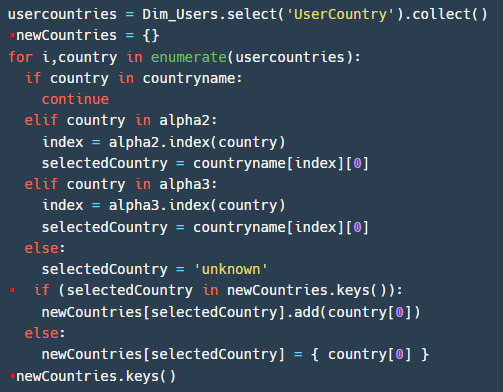 usercountries = Dim_Users.select('UserCountry').collect()
newCountries = {}
for i,country in enumerate(usercountries):
  if country in countryname:
    continue
  elif country in alpha2:
    index = alpha2.index(country)
    selectedCountry = countryname[index][0]
  elif country in alpha3:
    index = alpha3.index(country)
    selectedCountry = countryname[index][0]
  else:
    selectedCountry = 'unknown'
   if (selectedCountry in newCountries.keys()):
    newCountries[selectedCountry].add(country[0])
  else:
    newCountries[selectedCountry] = { country[0] }
newCountries.keys()